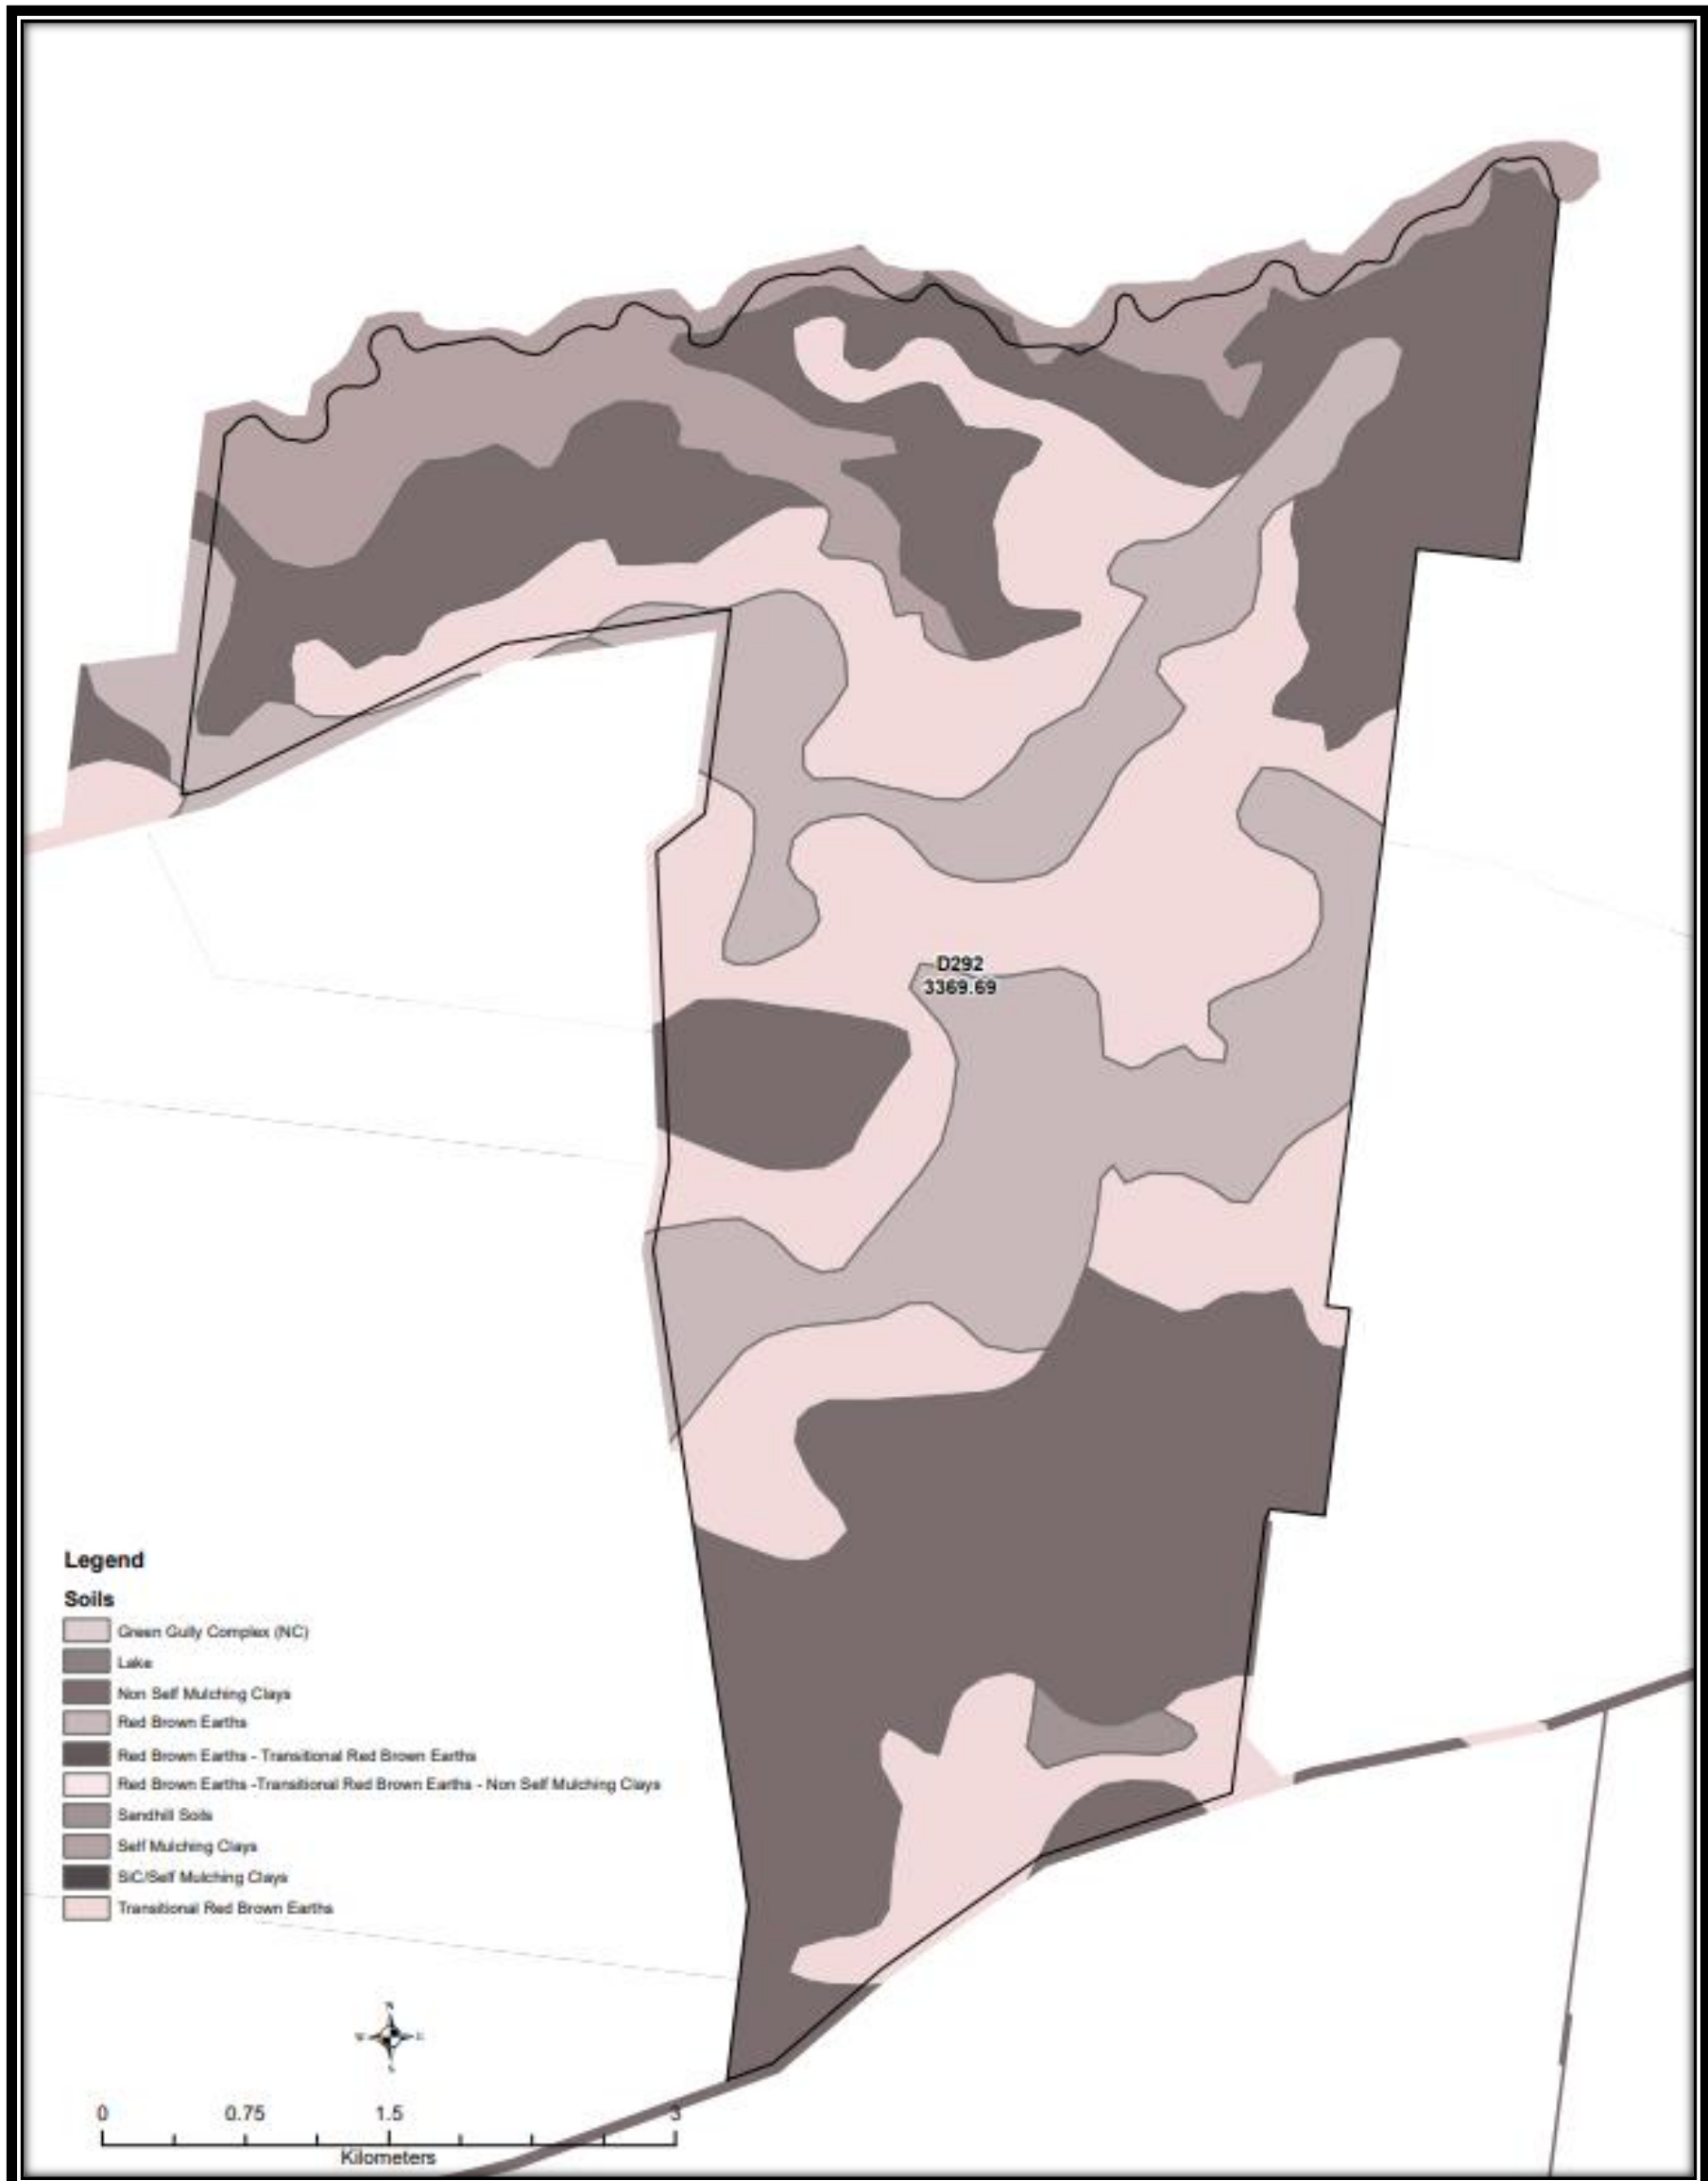 D292
3369.69
Legend
Soils
Green Gully Complex (NC)
Lake
Non Self Mulching Clays
Red Brown Earths
Red Brown Earths - Transitional Red Brown Earths
Red Brown Earths -Transitional Red Brown Earths - Non Self Mulching Clays
Sandhill Soils
Self Mulching Clays
SiC/Self Mulching Clays
Transitional Red Brown Earths
N
W E
S
0 0.75 1.5 3
Kilometers